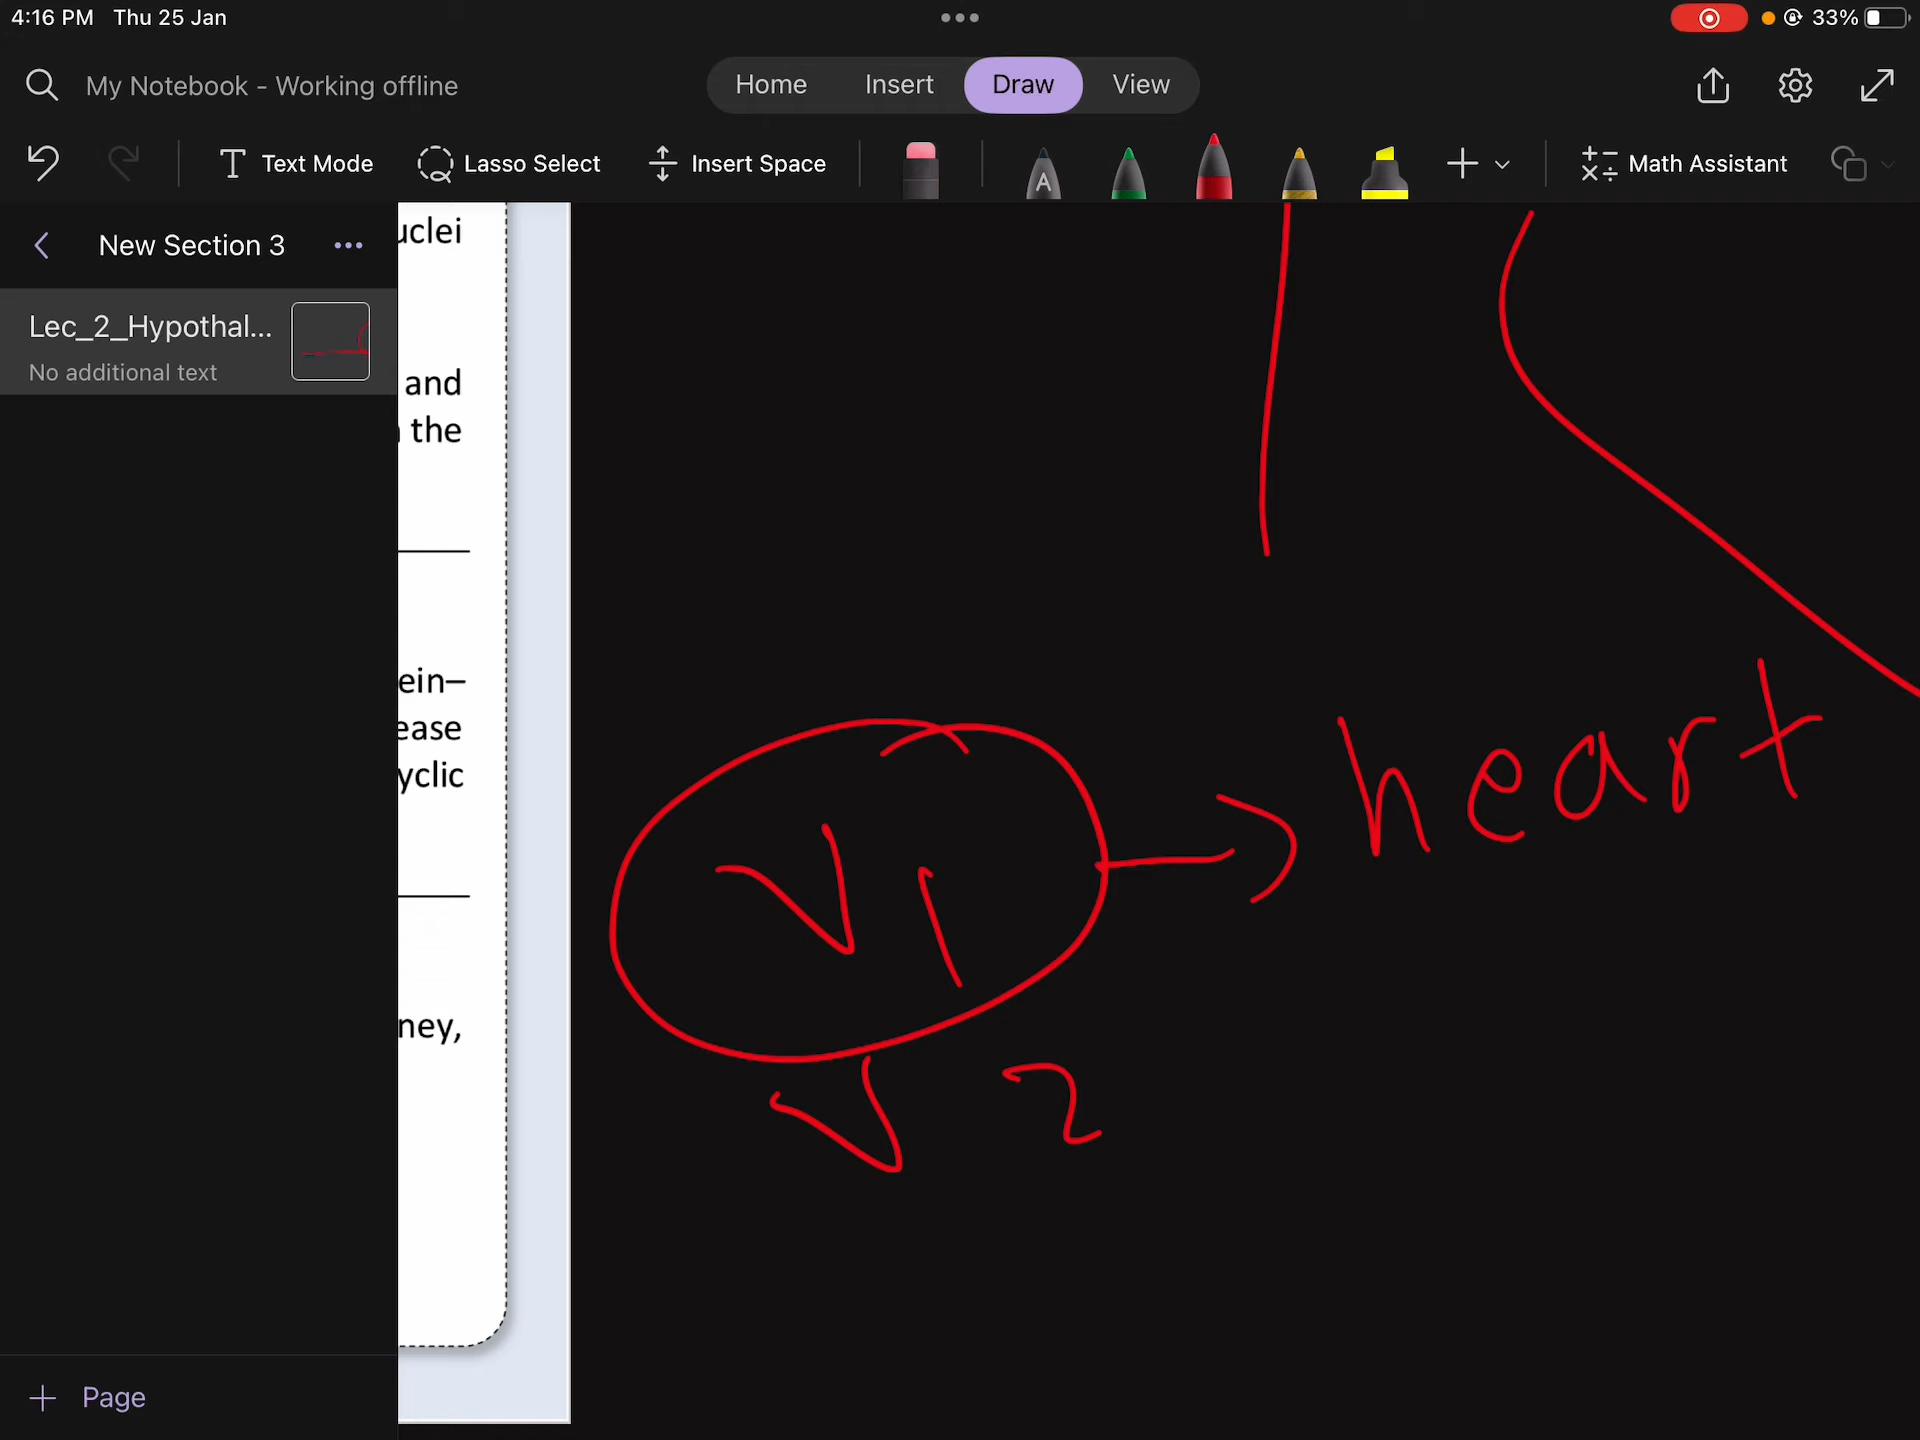 4:16 PM Thu 25 Jan
33%
My Notebook - Working offline
Home Insert Draw View
Text Mode Lasso Select Insert Space A Math Assistant
New Section 3
Lec_2_Hypothal...
No additional text
uclei
and
the
ein–
ease
yclic
ney,
heart
V1
V2
Page